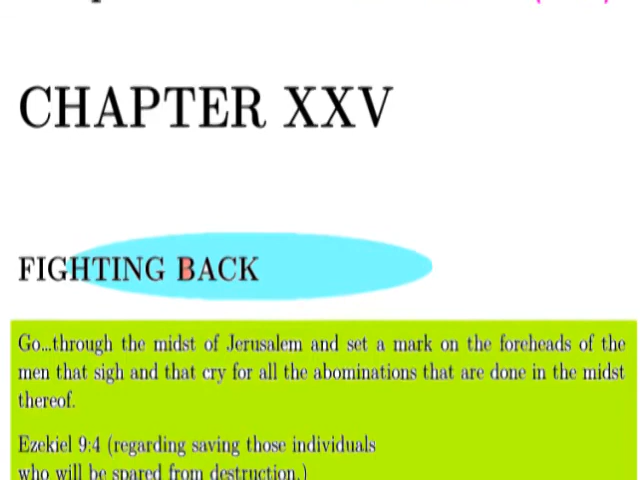 CHAPTER XXV
FIGHTING BACK
Go...through the midst of Jerusalem and set a mark on the foreheads of the
men that sigh and that cry for all the abominations that are done in the midst
thereof.
Ezekiel 9:4 (regarding saving those individuals
who will be spared from destruction.)